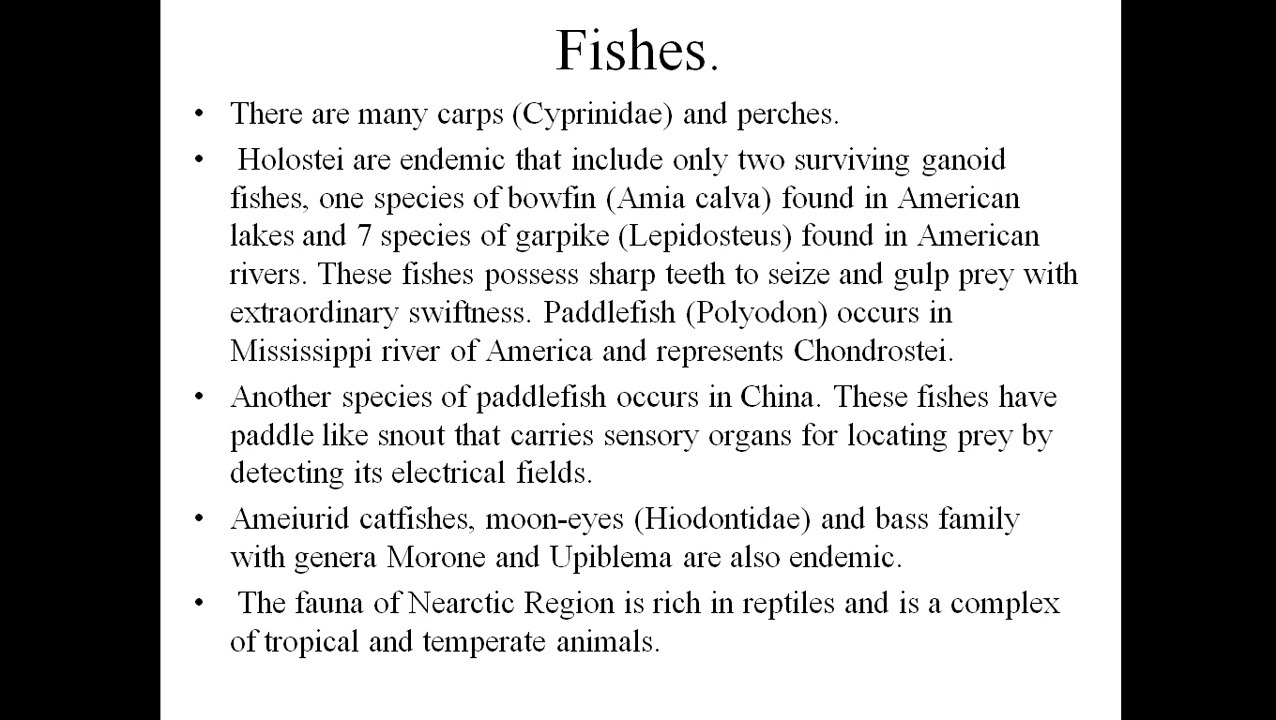 Fishes.
• There are many carps (Cyprinidae) and perches.
• Holostei are endemic that include only two surviving ganoid
fishes, one species of bowfin (Amia calva) found in American
lakes and 7 species of garpike (Lepidosteus) found in American
rivers. These fishes possess sharp teeth to seize and gulp prey with
extraordinary swiftness. Paddlefish (Polyodon) occurs in
Mississippi river of America and represents Chondrostei.
• Another species of paddlefish occurs in China. These fishes have
paddle like snout that carries sensory organs for locating prey by
detecting its electrical fields.
• Ameiurid catfishes, moon-eyes (Hiodontidae) and bass family
with genera Morone and Upiblema are also endemic.
• The fauna of Nearctic Region is rich in reptiles and is a complex
of tropical and temperate animals.